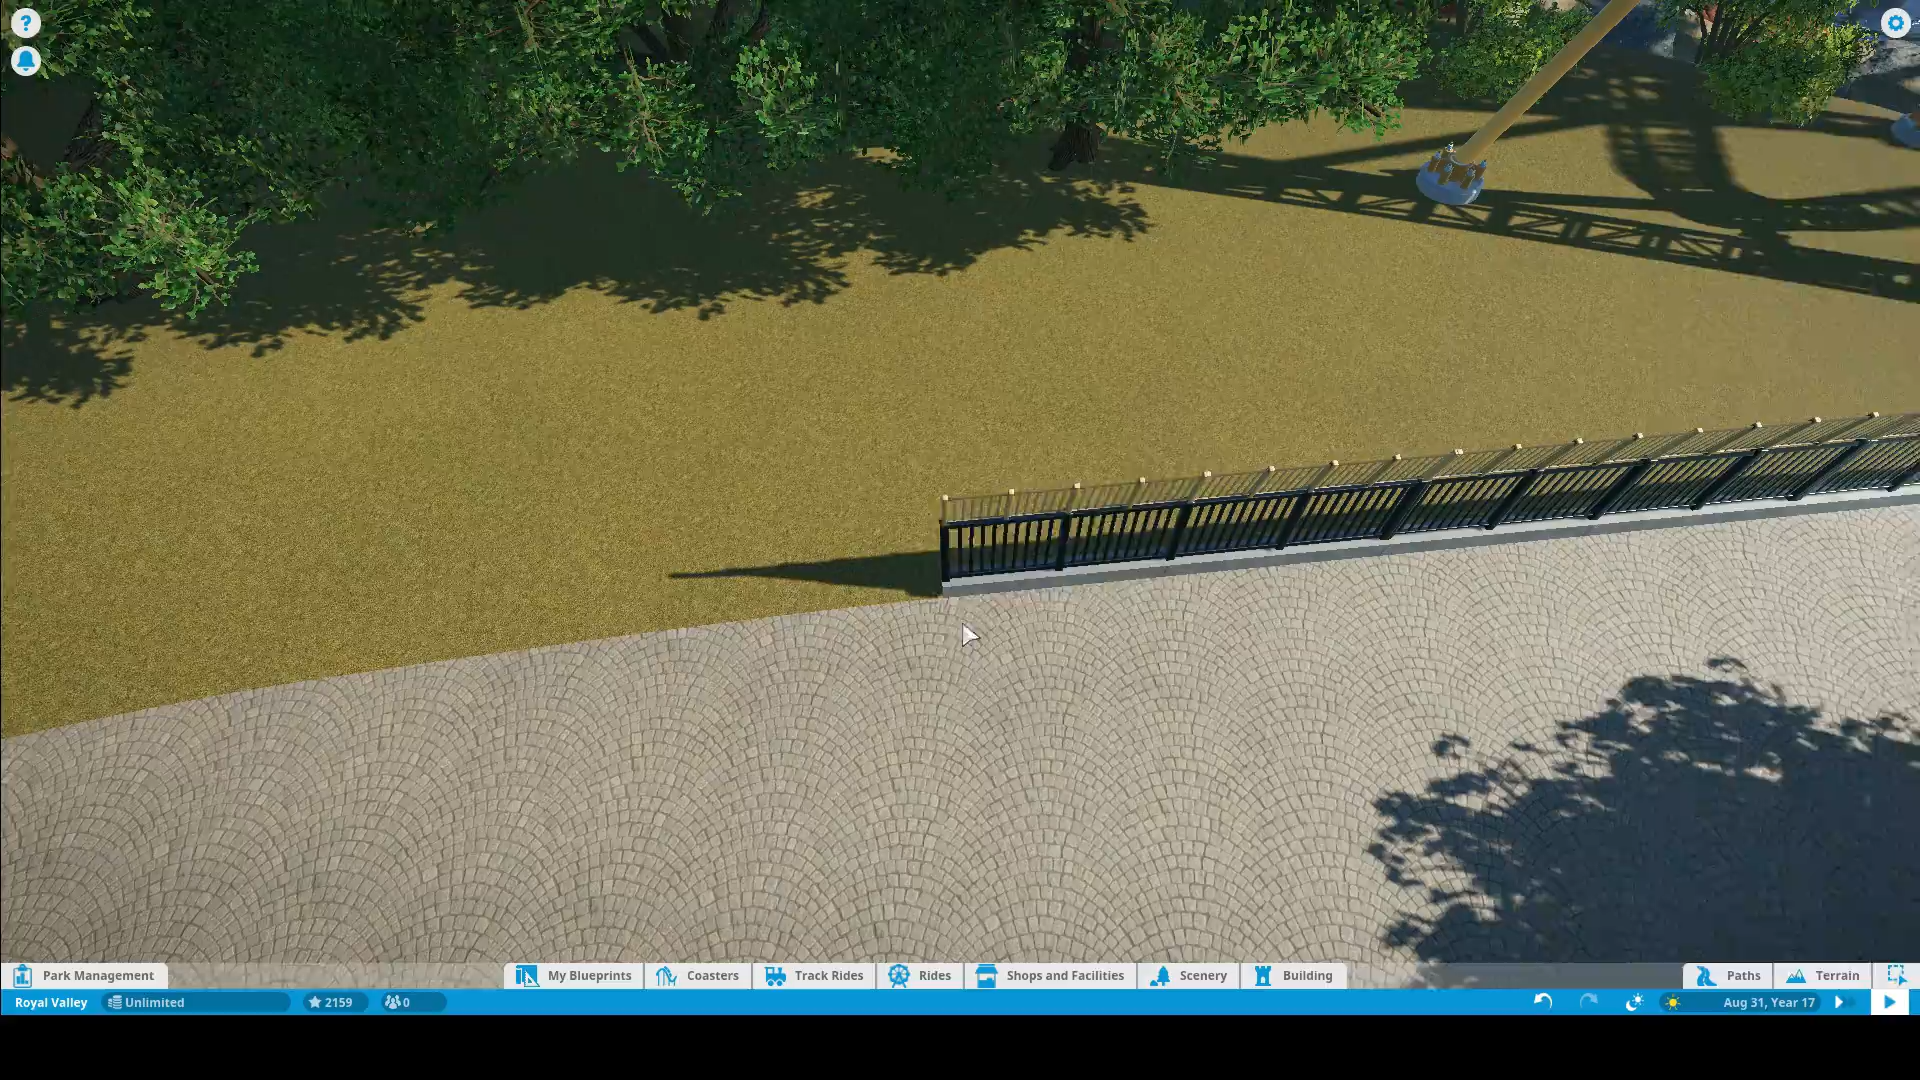 ?
Park Management
My Blueprints
Coasters
Track Rides
Rides
Shops and Facilities
Scenery
Building
Paths
Terrain
Royal Valley
Unlimited
2159
0
Aug 31, Year 17